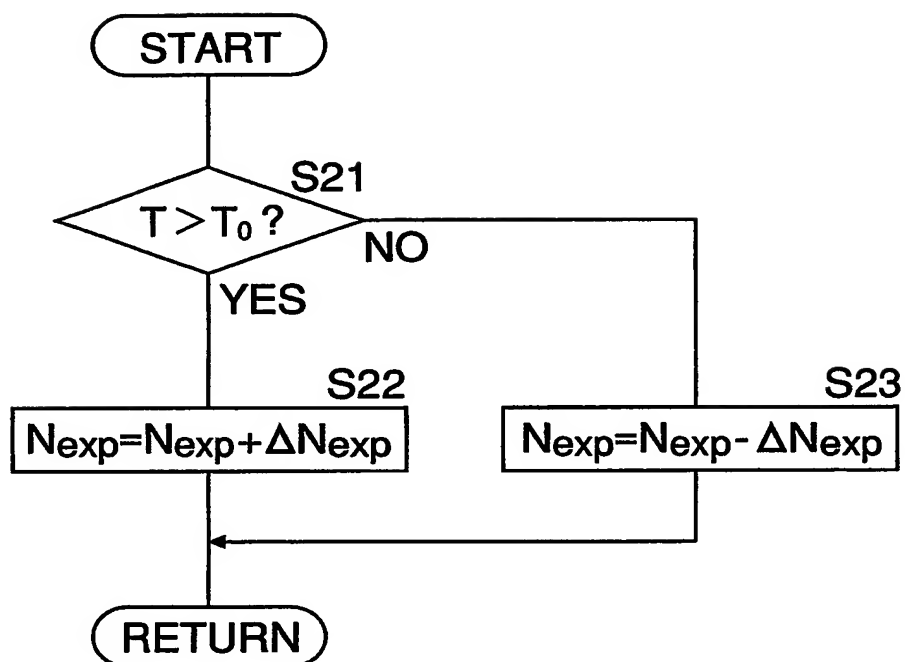 START
S21
T > T₀ ?
NO
YES
S22
S23
Nexp=Nexp+ΔNexp
Nexp=Nexp-ΔNexp
RETURN